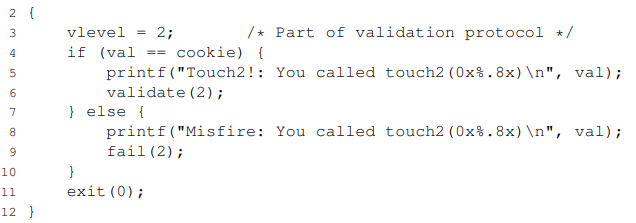 2 {
3     vlevel = 2;       /* Part of validation protocol */
4     if (val == cookie) {
5         printf("Touch2!: You called touch2(0x%.8x)\n", val);
6         validate(2);
7     } else {
8         printf("Misfire: You called touch2(0x%.8x)\n", val);
9         fail(2);
10     }
11     exit(0);
12 }